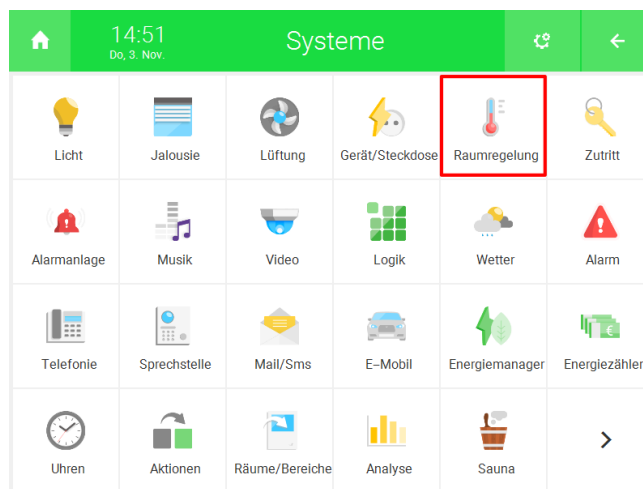 14:51
Do, 3. Nov.
Systeme
Licht
Jalousie
Lüftung
Gerät/Steckdose
Raumregelung
Zutritt
Alarmanlage
Musik
Video
Logik
Wetter
Alarm
Telefonie
Sprechstelle
Mail/Sms
E-Mobil
Energiemanager
Energiezähler
Uhren
Aktionen
Räume/Bereiche
Analyse
Sauna